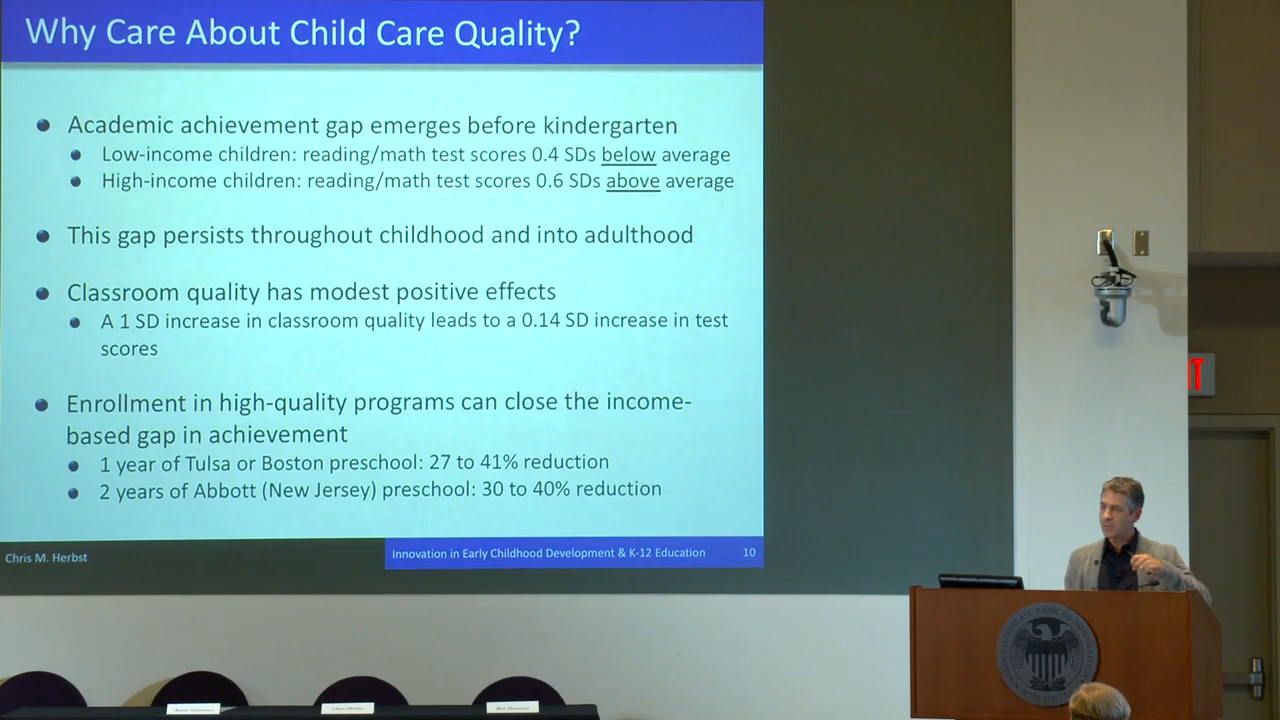 Why Care About Child Care Quality?
Academic achievement gap emerges before kindergarten
Low-income children: reading/math test scores 0.4 SDs below average
High-income children: reading/math test scores 0.6 SDs above average
This gap persists throughout childhood and into adulthood
Classroom quality has modest positive effects
A 1 SD increase in classroom quality leads to a 0.14 SD increase in test
scores
Enrollment in high-quality programs can close the income-
based gap in achievement
1 year of Tulsa or Boston preschool: 27 to 41% reduction
2 years of Abbott (New Jersey) preschool: 30 to 40% reduction
Chris M. Herbst
Innovation in Early Childhood Development & K-12 Education 10
FEDERAL RESERVE BANK OF MINNEAPOLIS